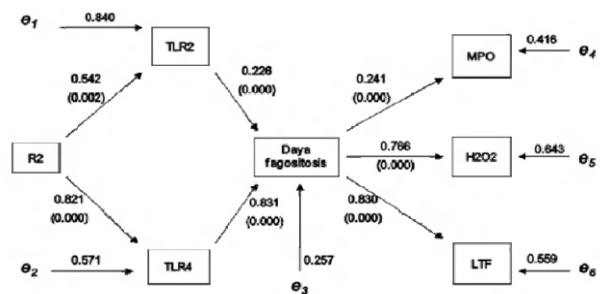 e1
0.840
TLR2
0.542
(0.002)
0.226
(0.000)
0.241
(0.000)
MPO
0.416
e4
R2
Daya
fagositosis
0.766
(0.000)
H2O2
0.643
e5
0.821
(0.000)
0.831
(0.000)
0.830
(0.000)
e2
0.571
TLR4
0.257
e3
LTF
0.559
e6